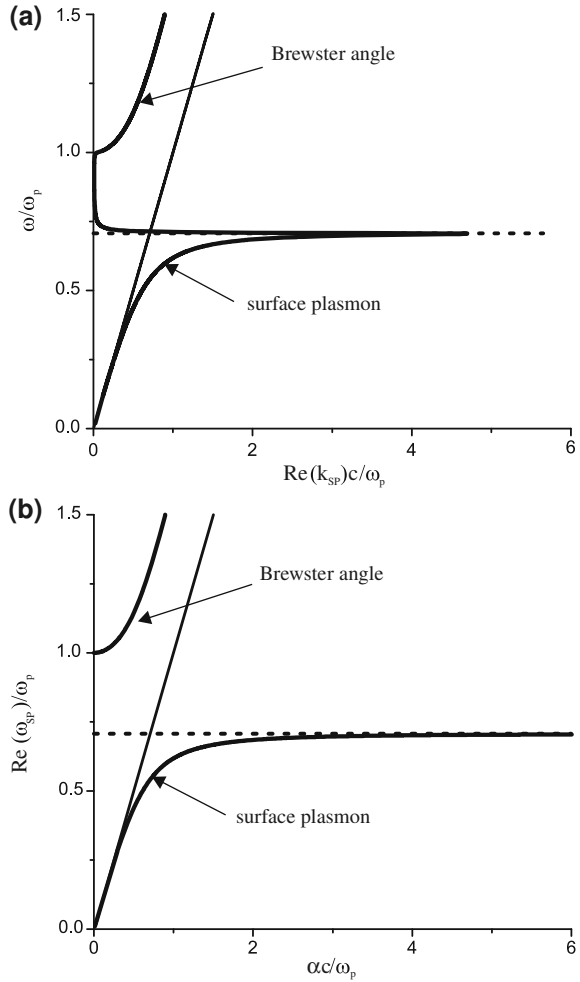 (a)
1.5
Brewster angle
1.0
ω/ωp
0.5
surface plasmon
0.0
0 2 4 6
Re(kSP)c/ωp
(b)
1.5
Brewster angle
1.0
Re(ωSP)/ωp
0.5
surface plasmon
0.0
0 2 4 6
αc/ωp